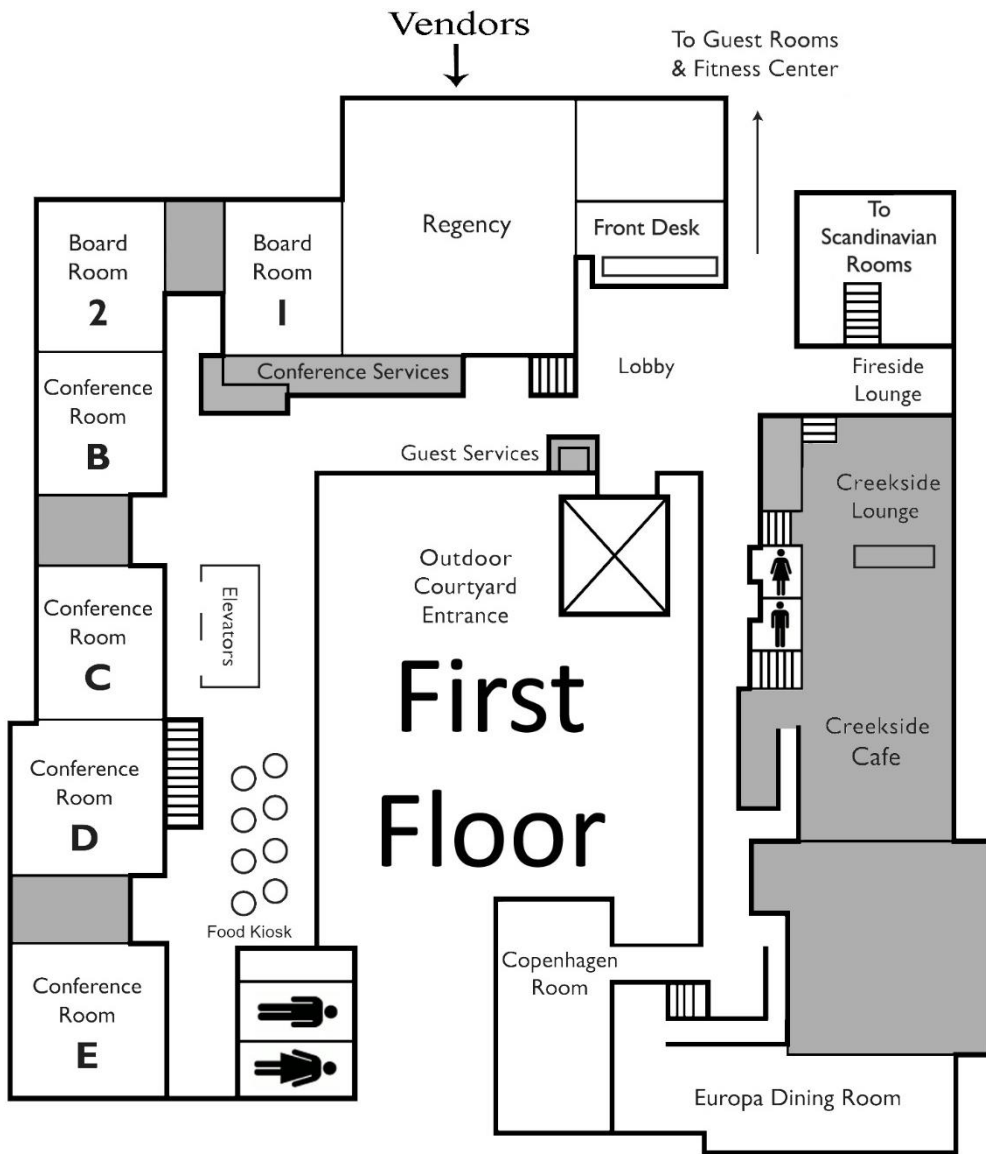 Vendors
To Guest Rooms
& Fitness Center
Regency
Front Desk
To
Scandinavian
Rooms
Board
Room
2
Board
Room
1
Conference Services
Lobby
Fireside
Lounge
Conference
Room
B
Guest Services
Creekside
Lounge
Outdoor
Courtyard
Entrance
Elevators
Conference
Room
C
First
Floor
Creekside
Cafe
Conference
Room
D
Food Kiosk
Copenhagen
Room
Conference
Room
E
Europa Dining Room